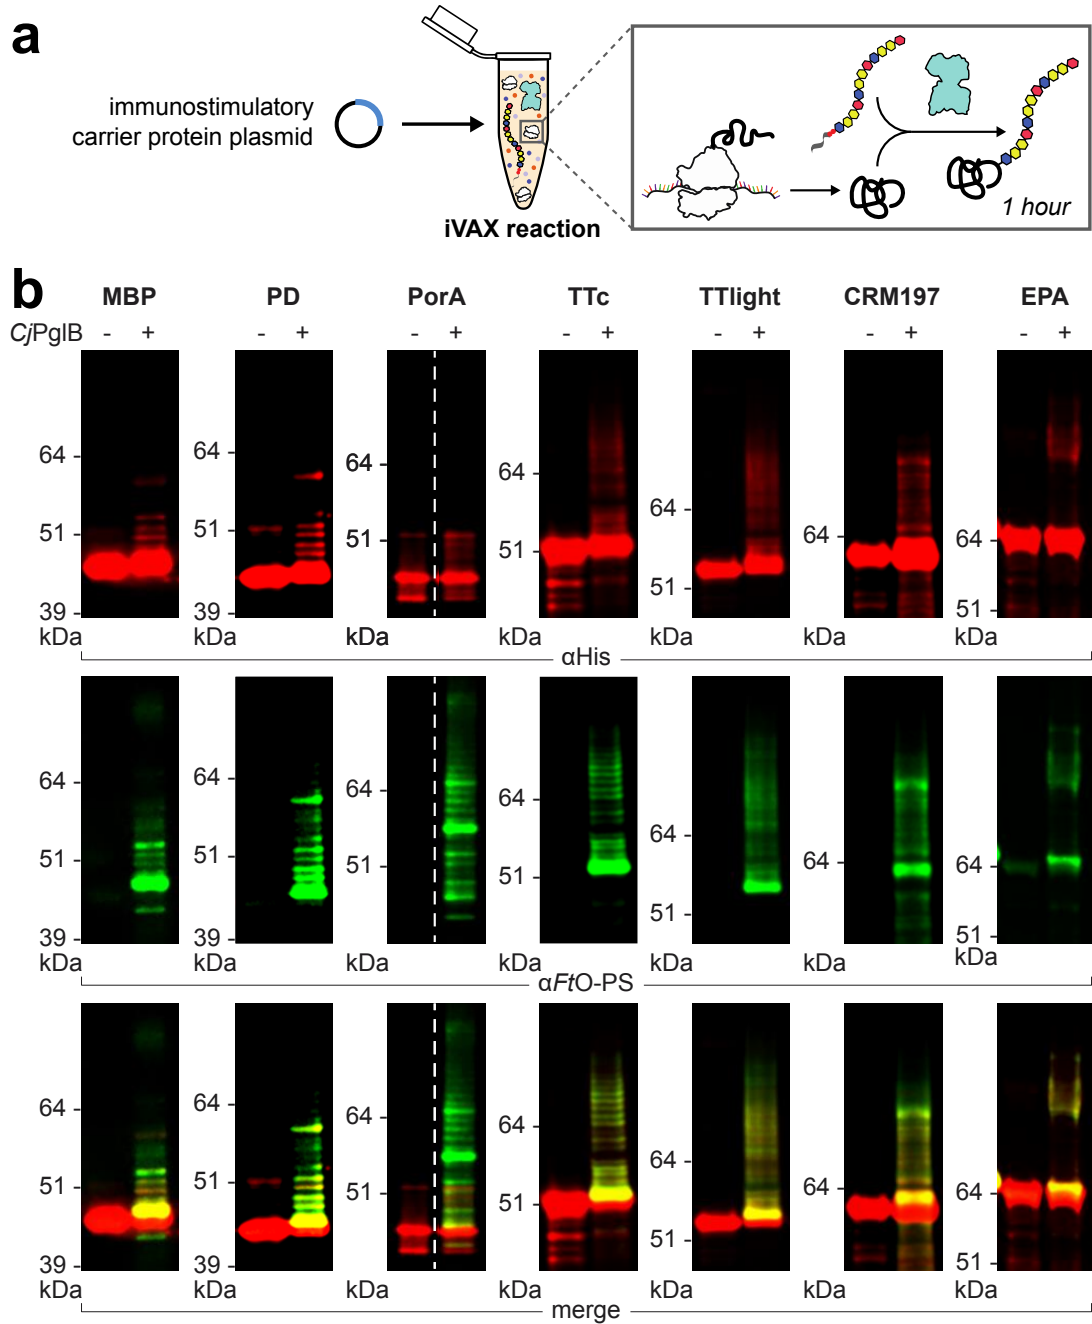 a
immunostimulatory
carrier protein plasmid
iVAX reaction
1 hour
b
MBP PD PorA TTc TTlight CRM197 EPA
CjPglB - + - + - + - + - + - + - +
64 - 64 - 64 - 64 - 64 - 64 - 64 -
51 - 51 - 51 - 51 - 51 - 51 -
39 - 39 -
kDa kDa kDa kDa kDa kDa kDa
αHis
64 - 64 - 64 - 64 - 64 - 64 - 64 -
51 - 51 - 51 - 51 - 51 - 51 -
39 - 39 -
kDa kDa kDa kDa kDa kDa kDa
αFtO-PS
64 - 64 - 64 - 64 - 64 - 64 - 64 -
51 - 51 - 51 - 51 - 51 - 51 -
39 - 39 -
kDa kDa kDa kDa kDa kDa kDa
merge